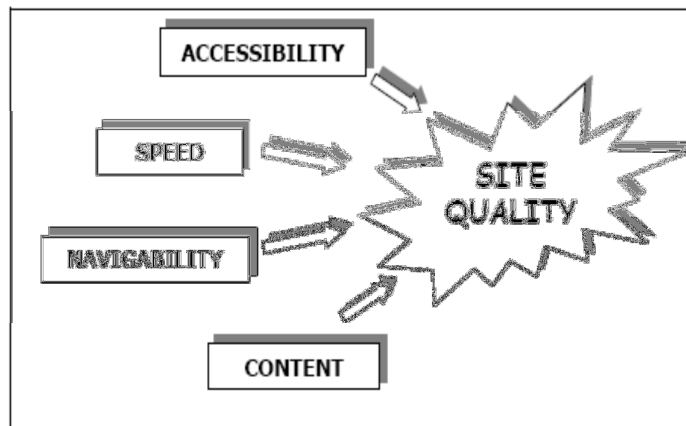 ACCESSIBILITY
SPEED
SITE
QUALITY
NAVIGABILITY
CONTENT